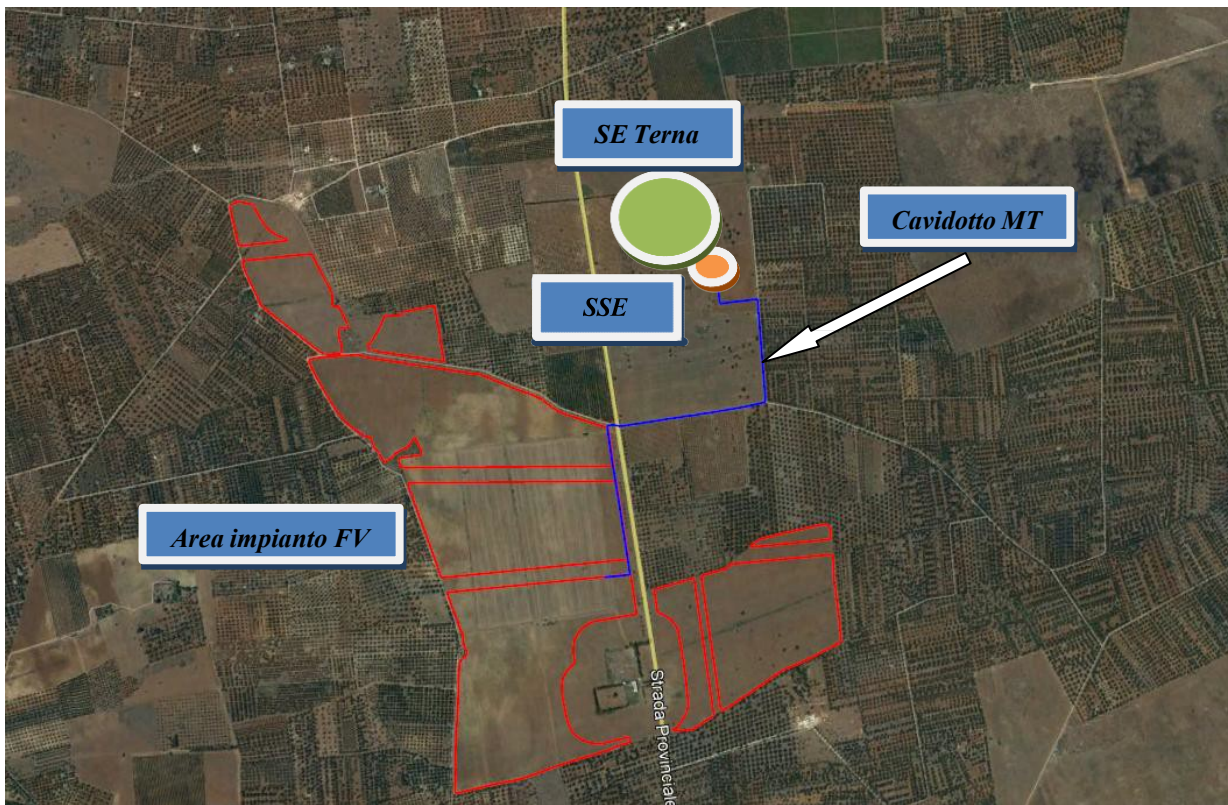 SE Terna
Cavidotto MT
SSE
Area impianto FV
Strada Provinciale